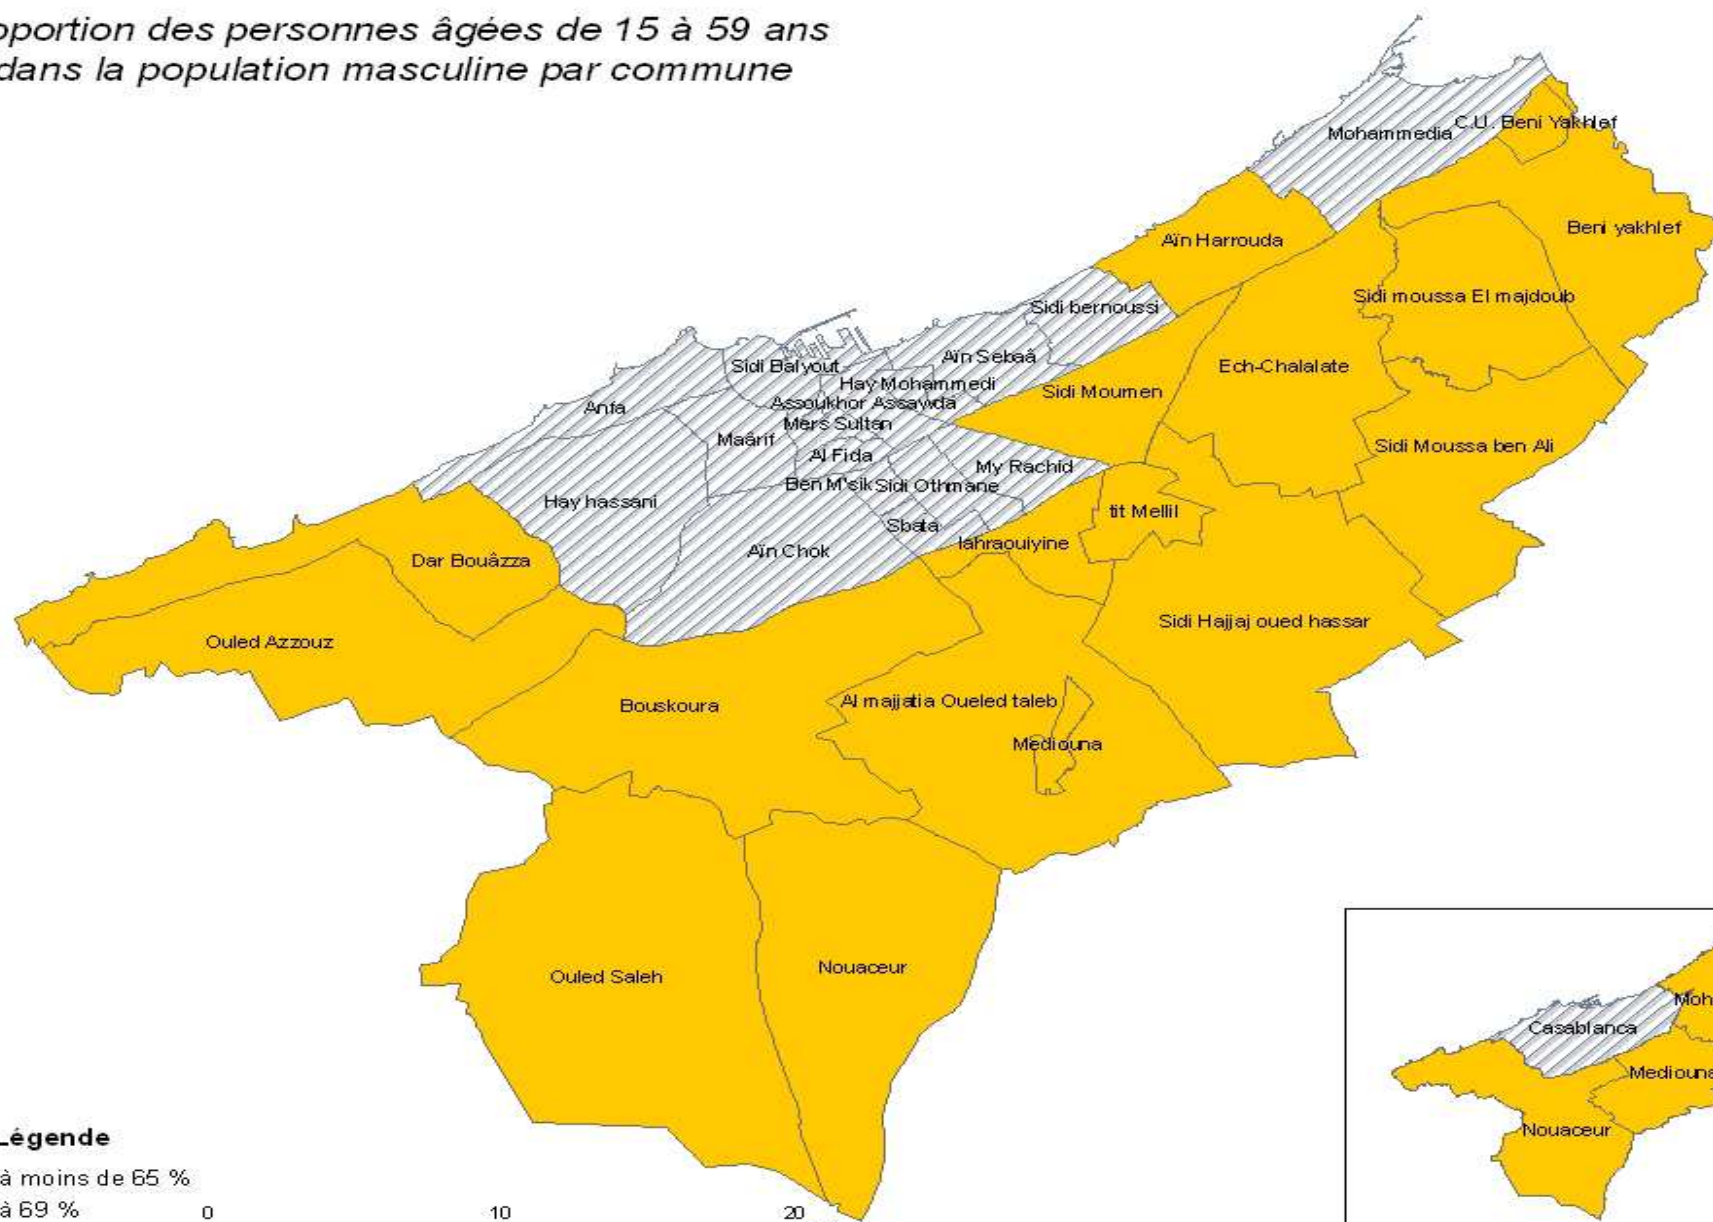 oportion des personnes âgées de 15 à 59 ans
dans la population masculine par commune
Mohammedia
C.U. Beni Yakhlef
Beni yakhlef
Aïn Harrouda
Sidi moussa El majdoub
Sidi bernoussi
Aïn Sebaâ
Sidi Balyout
Ech-Chalalate
Hay Mohammedi
Sidi Moumen
Assoukhor Assawda
Anfa
Mers Sultan
Maârif
Sidi Moussa ben Ali
Al Fida
My Rachid
Ben M'sik
Sidi Othmane
Hay hassani
tit Mellil
Sbata
lahraouiyine
Aïn Chok
Dar Bouâzza
Sidi Hajjaj oued hassar
Ouled Azzouz
Al majjatia Oueled taleb
Bouskoura
Mediouna
Nouaceur
Ouled Saleh
Moh
Casablanca
Mediouna
Nouaceur
Légende
à moins de 65 %
à 69 %
0 10 20